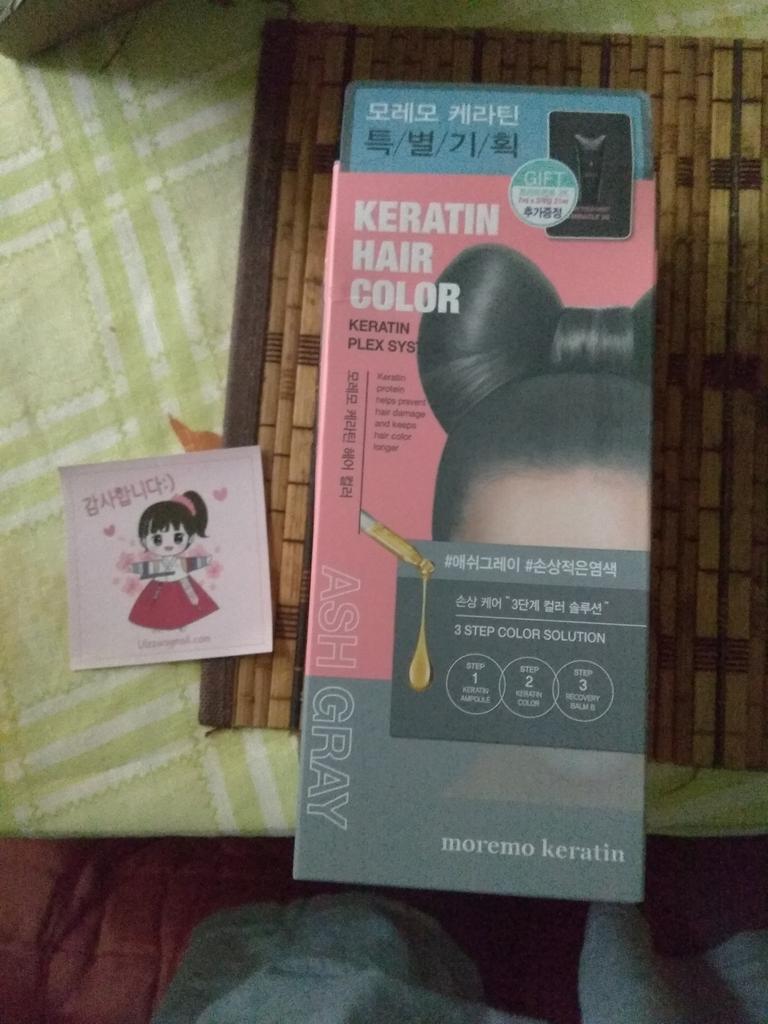 모레모 케라틴
특/별/기/획
GIFT
추가증정
KERATIN
HAIR
COLOR
KERATIN
PLEX SYS
모레모 케라틴 헤어 컬러
Keratin
protein
helps prevent
hair damage
and keeps
hair color
longer
감사합니다:)
#애쉬그레이 #손상적은염색
손상 케어 "3단계 컬러 솔루션"
3 STEP COLOR SOLUTION
STEP
1
KERATIN
AMPOULE
STEP
2
KERATIN
COLOR
STEP
3
RECOVERY
BALM B
ASH GRAY
moremo keratin